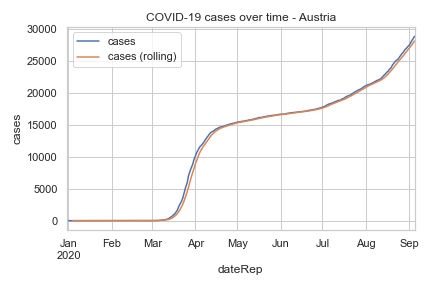 COVID-19 cases over time - Austria
cases
cases (rolling)
30000
25000
20000
15000
10000
5000
0
cases
Jan Feb Mar Apr May Jun Jul Aug Sep
2020
dateRep